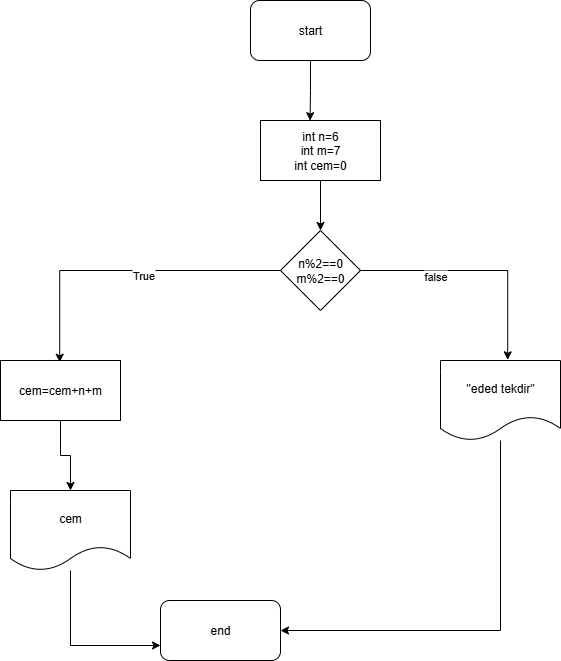 start
int n=6
int m=7
int cem=0
n%2==0
m%2==0
True
false
cem=cem+n+m
"eded tekdir"
cem
end